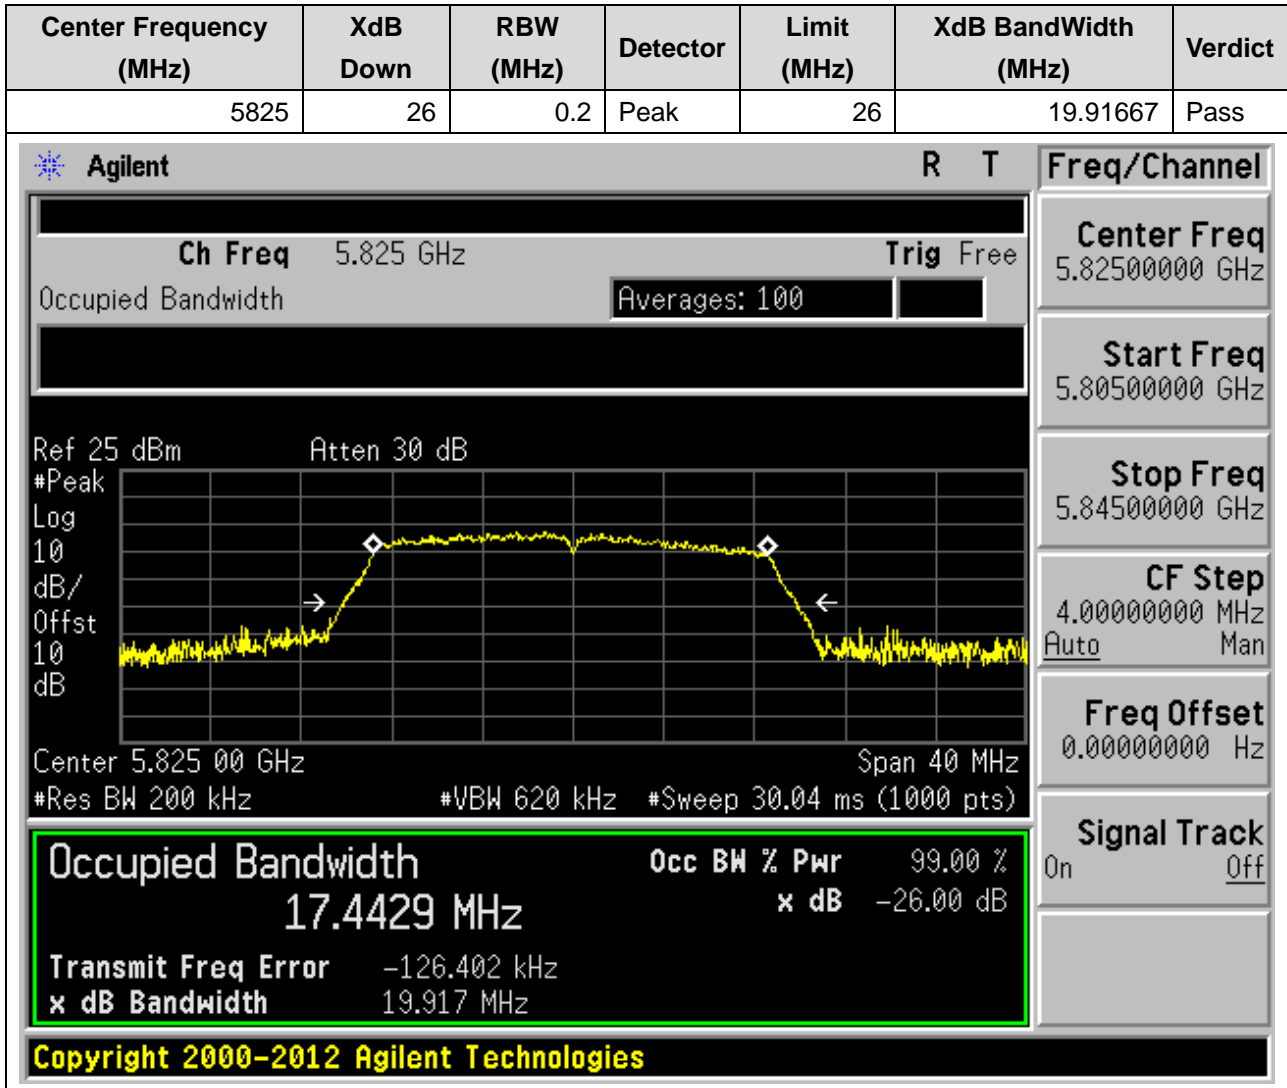 Center Frequency (MHz) XdB Down RBW (MHz) Detector Limit (MHz) XdB BandWidth (MHz) Verdict
5825 26 0.2 Peak 26 19.91667 Pass
Agilent R T
Ch Freq 5.825 GHz Trig Free
Occupied Bandwidth Averages: 100
Ref 25 dBm Atten 30 dB
#Peak
Log
10
dB/
Offst
10
dB
Center 5.825 00 GHz Span 40 MHz
#Res BW 200 kHz #VBW 620 kHz #Sweep 30.04 ms (1000 pts)
Occupied Bandwidth Occ BW % Pwr 99.00 %
17.4429 MHz x dB -26.00 dB
Transmit Freq Error -126.402 kHz
x dB Bandwidth 19.917 MHz
Copyright 2000-2012 Agilent Technologies
Freq/Channel
Center Freq
5.82500000 GHz
Start Freq
5.80500000 GHz
Stop Freq
5.84500000 GHz
CF Step
4.00000000 MHz
Auto Man
Freq Offset
0.00000000 Hz
Signal Track
On Off